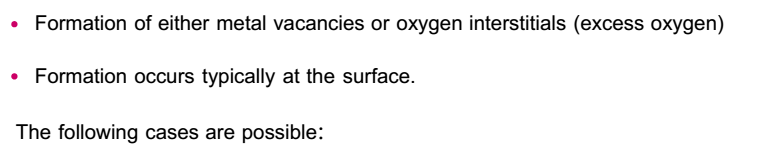 • Formation of either metal vacancies or oxygen interstitials (excess oxygen)
• Formation occurs typically at the surface.
The following cases are possible: